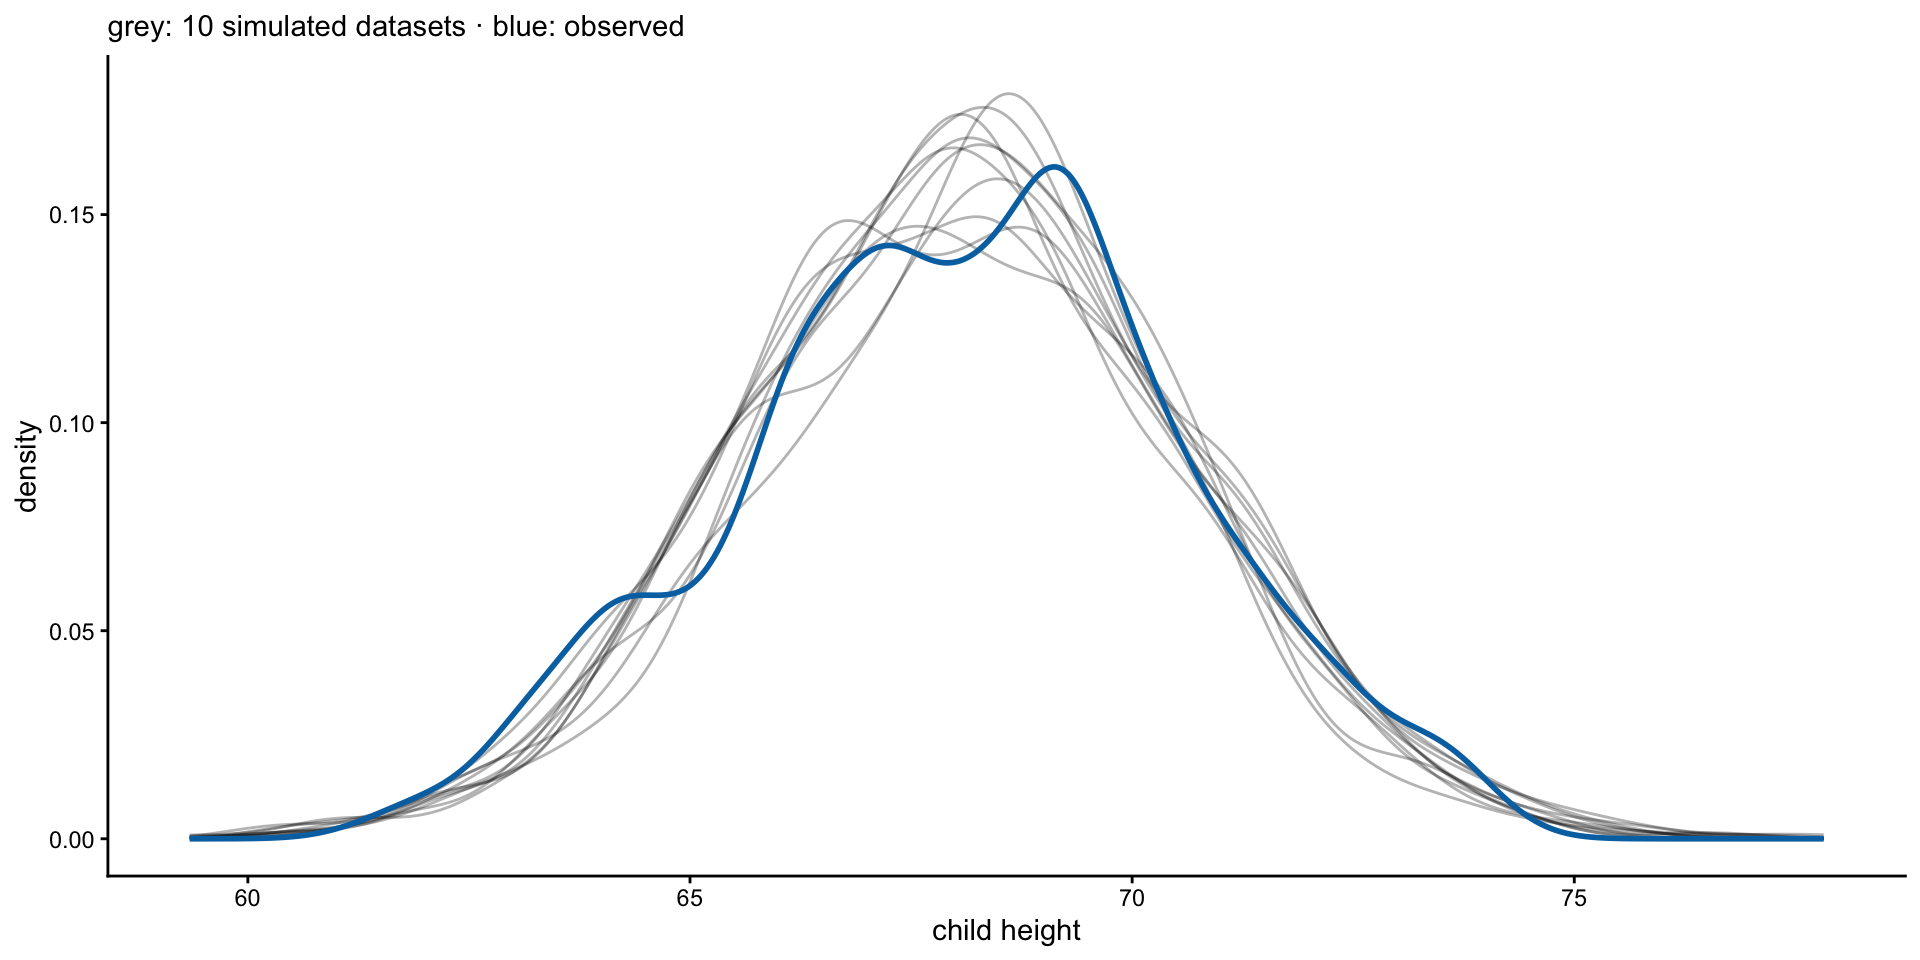 grey: 10 simulated datasets · blue: observed
density
0.15
0.10
0.05
0.00
60 65 70 75
child height